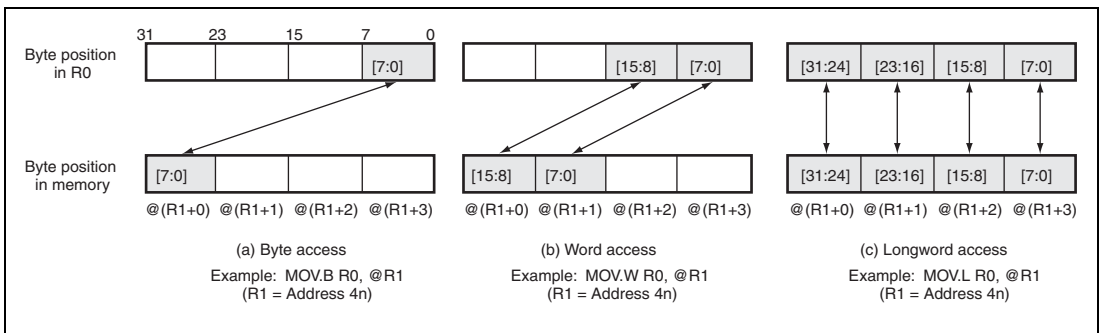 31 23 15 7 0
Byte position
in R0
[7:0]
[15:8] [7:0]
[31:24] [23:16] [15:8] [7:0]
Byte position
in memory
[7:0]
[15:8] [7:0]
[31:24] [23:16] [15:8] [7:0]
@(R1+0) @(R1+1) @(R1+2) @(R1+3)
@(R1+0) @(R1+1) @(R1+2) @(R1+3)
@(R1+0) @(R1+1) @(R1+2) @(R1+3)
(a) Byte access
Example: MOV.B R0, @R1
(R1 = Address 4n)
(b) Word access
Example: MOV.W R0, @R1
(R1 = Address 4n)
(c) Longword access
Example: MOV.L R0, @R1
(R1 = Address 4n)